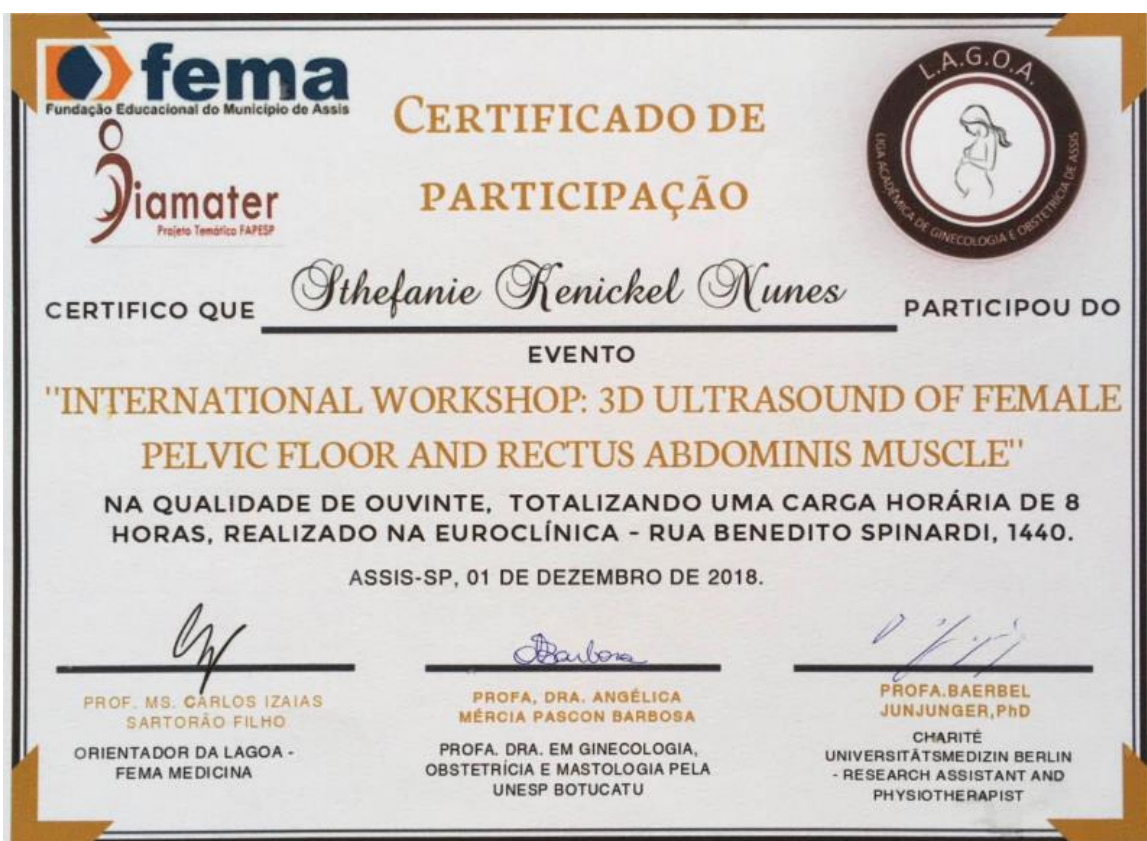 fema
Fundação Educacional do Município de Assis
Diamater
Projeto Temático FAPESP
CERTIFICADO DE
PARTICIPAÇÃO
L.A.G.O.A.
LIGA ACADÊMICA DE GINECOLOGIA E OBSTETRÍCIA DE ASSIS
CERTIFICO QUE Sthefanie Kenickel Nunes PARTICIPOU DO
EVENTO
"INTERNATIONAL WORKSHOP: 3D ULTRASOUND OF FEMALE
PELVIC FLOOR AND RECTUS ABDOMINIS MUSCLE"
NA QUALIDADE DE OUVINTE, TOTALIZANDO UMA CARGA HORÁRIA DE 8
HORAS, REALIZADO NA EUROCLÍNICA - RUA BENEDITO SPINARDI, 1440.
ASSIS-SP, 01 DE DEZEMBRO DE 2018.
PROF. MS. CARLOS IZAIAS
SARTORÃO FILHO
ORIENTADOR DA LAGOA -
FEMA MEDICINA
ABarbosa
PROFA, DRA. ANGÉLICA
MÉRCIA PASCON BARBOSA
PROFA. DRA. EM GINECOLOGIA,
OBSTETRÍCIA E MASTOLOGIA PELA
UNESP BOTUCATU
PROFA.BAERBEL
JUNJUNGER,PhD
CHARITÉ
UNIVERSITÄTSMEDIZIN BERLIN
- RESEARCH ASSISTANT AND
PHYSIOTHERAPIST